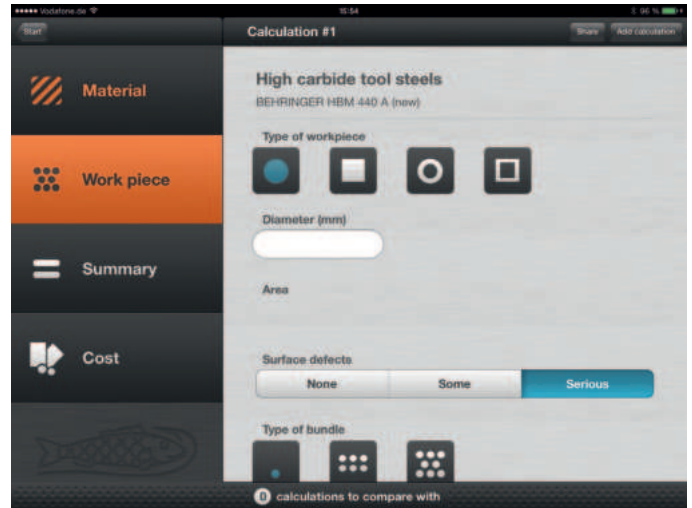 Vodafone.de
15:54
96 %
Start
Calculation #1
Share
Add calculation
Material
Work piece
Summary
Cost
High carbide tool steels
BEHRINGER HBM 440 A (new)
Type of workpiece
Diameter (mm)
Area
Surface defects
None
Some
Serious
Type of bundle
0 calculations to compare with